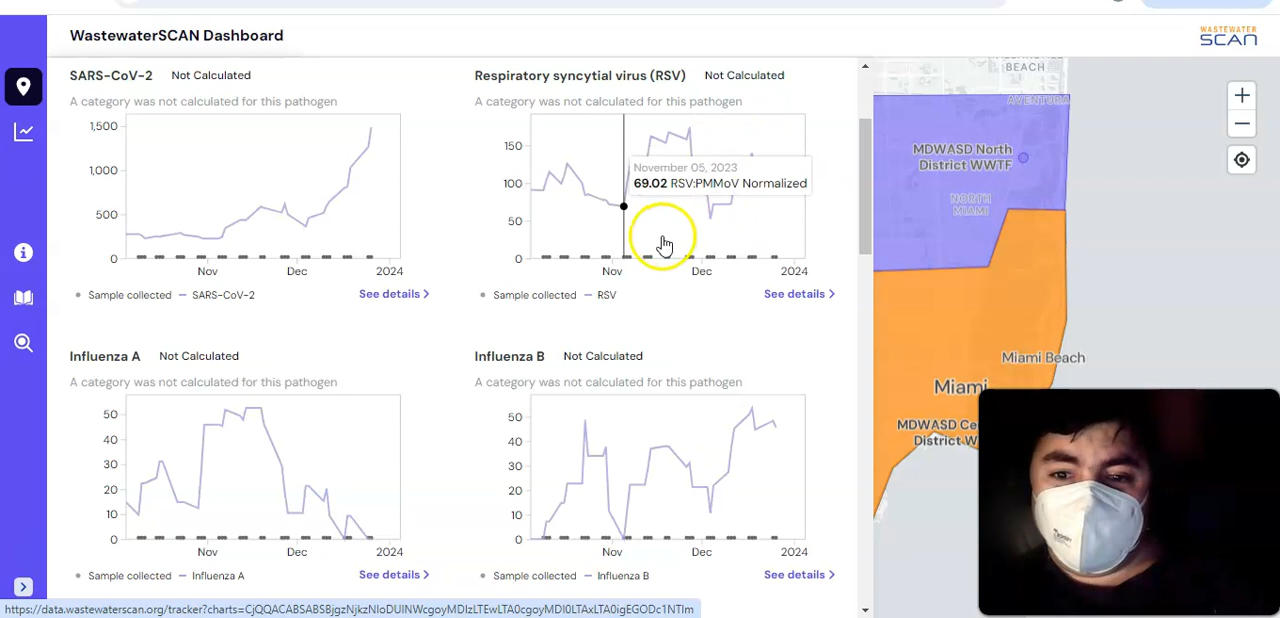 WastewaterSCAN Dashboard
WASTEWATER
SCAN
SARS-CoV-2 Not Calculated
A category was not calculated for this pathogen
1,500
1,000
500
0
Nov Dec 2024
Sample collected SARS-CoV-2 See details
Respiratory syncytial virus (RSV) Not Calculated
A category was not calculated for this pathogen
150
100
50
0
November 05, 2023
69.02 RSV:PMMoV Normalized
Nov Dec 2024
Sample collected RSV See details
Influenza A Not Calculated
A category was not calculated for this pathogen
50
40
30
20
10
0
Nov Dec 2024
Sample collected Influenza A See details
Influenza B Not Calculated
A category was not calculated for this pathogen
50
40
30
20
10
0
Nov Dec 2024
Sample collected Influenza B See details
BEACH
AVENTURA
MDWASD North
District WWTF
NORTH
MIAMI
Miami Beach
Miami
MDWASD Ce
District W